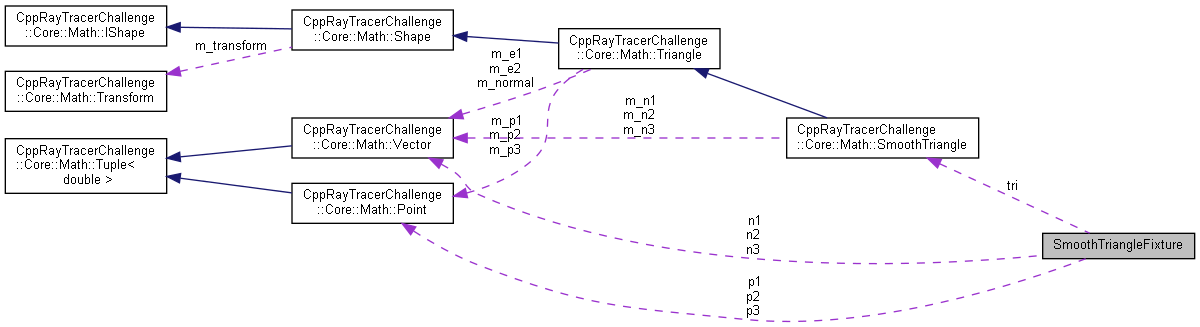 CppRayTracerChallenge
::Core::Math::IShape
m_transform
CppRayTracerChallenge
::Core::Math::Transform
CppRayTracerChallenge
::Core::Math::Tuple<
double >
CppRayTracerChallenge
::Core::Math::Shape
m_e1
m_e2
m_normal
CppRayTracerChallenge
::Core::Math::Vector
m_p1
m_p2
m_p3
CppRayTracerChallenge
::Core::Math::Point
CppRayTracerChallenge
::Core::Math::Triangle
m_n1
m_n2
m_n3
CppRayTracerChallenge
::Core::Math::SmoothTriangle
tri
n1
n2
n3
SmoothTriangleFixture
p1
p2
p3